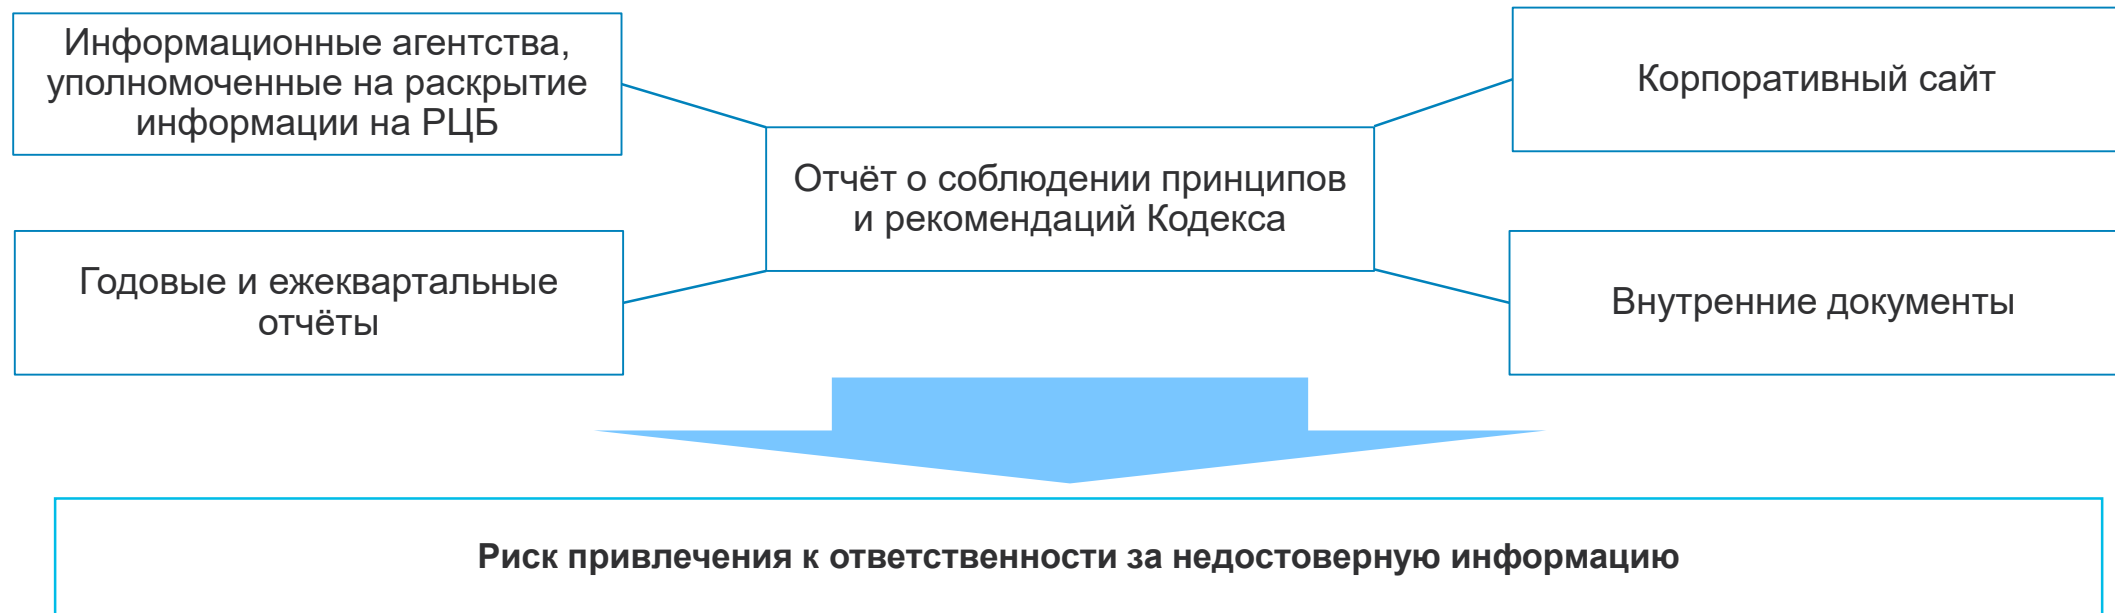 Информационные агентства,
уполномоченные на раскрытие
информации на РЦБ
Корпоративный сайт
Отчёт о соблюдении принципов
и рекомендаций Кодекса
Годовые и ежеквартальные
отчёты
Внутренние документы
Риск привлечения к ответственности за недостоверную информацию